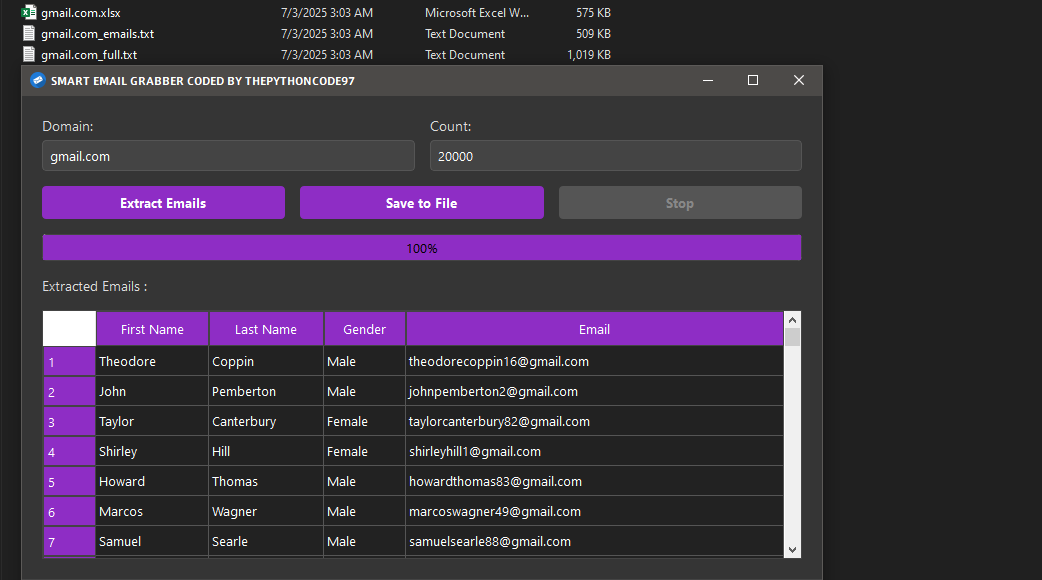 gmail.com.xlsx 7/3/2025 3:03 AM Microsoft Excel W... 575 KB
gmail.com_emails.txt 7/3/2025 3:03 AM Text Document 509 KB
gmail.com_full.txt 7/3/2025 3:03 AM Text Document 1,019 KB
SMART EMAIL GRABBER CODED BY THEPYTHONCODE97
Domain: Count:
gmail.com 20000
Extract Emails Save to File Stop
100%
Extracted Emails :
First Name Last Name Gender Email
1 Theodore Coppin Male theodorecoppin16@gmail.com
2 John Pemberton Male johnpemberton2@gmail.com
3 Taylor Canterbury Female taylorcanterbury82@gmail.com
4 Shirley Hill Female shirleyhill1@gmail.com
5 Howard Thomas Male howardthomas83@gmail.com
6 Marcos Wagner Male marcoswagner49@gmail.com
7 Samuel Searle Male samuelsearle88@gmail.com